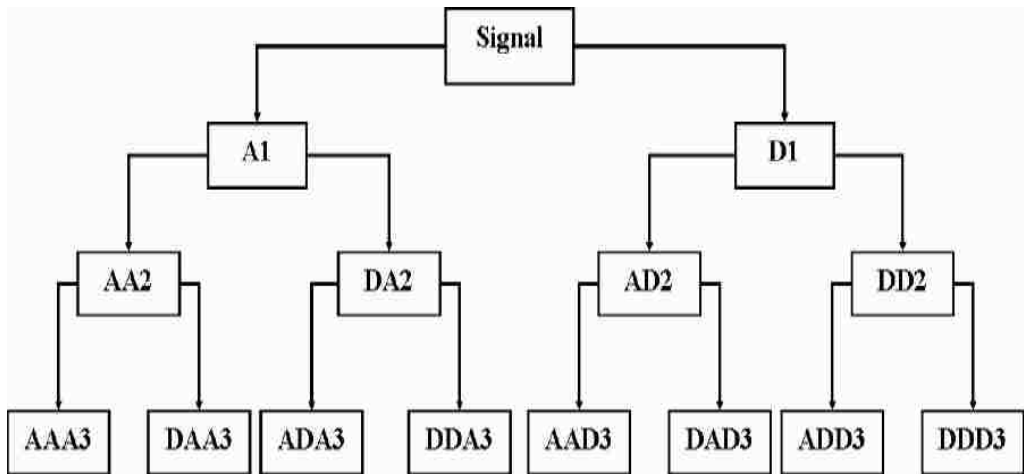 Signal
A1 D1
AA2 DA2 AD2 DD2
AAA3 DAA3 ADA3 DDA3 AAD3 DAD3 ADD3 DDD3